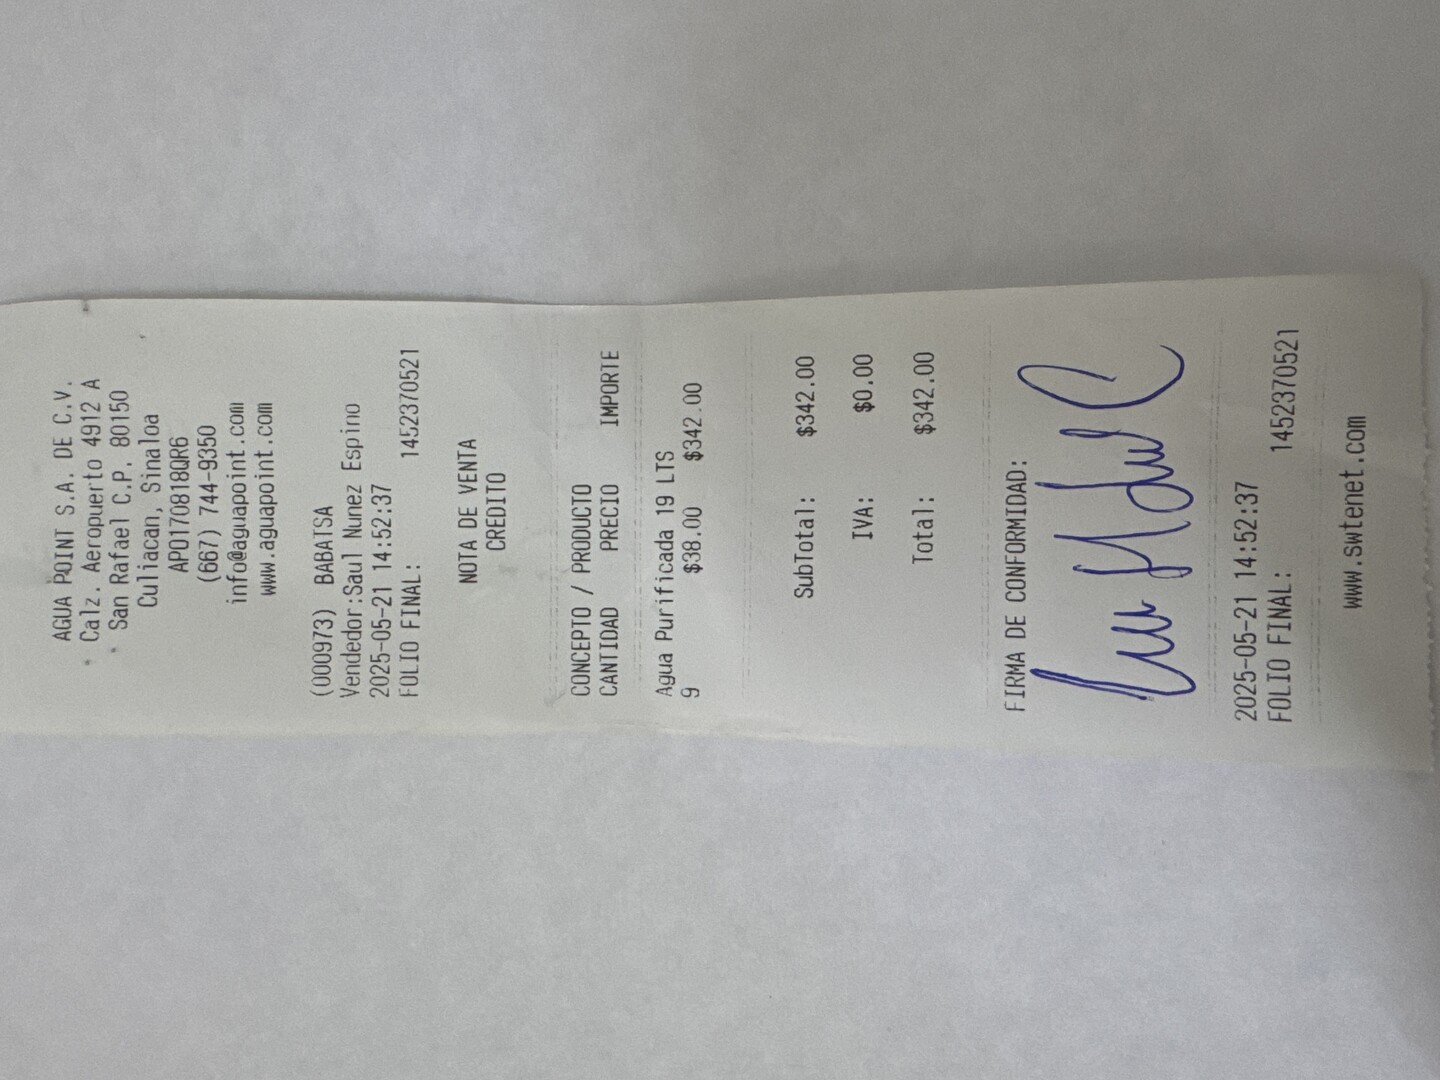 AGUA POINT S.A. DE C.V.
Calz. Aeropuerto 4912 A
San Rafael C.P. 80150
Culiacan, Sinaloa
APO170818QR6
(667) 744-9350
info@aguapoint.com
www.aguapoint.com
(000973) BABATSA
Vendedor:Saul Nunez Espino
2025-05-21 14:52:37
FOLIO FINAL: 1452370521
NOTA DE VENTA
CREDITO
CONCEPTO / PRODUCTO
CANTIDAD PRECIO IMPORTE
Agua Purificada 19 LTS
9 $38.00 $342.00
SubTotal: $342.00
IVA: $0.00
Total: $342.00
FIRMA DE CONFORMIDAD:
2025-05-21 14:52:37
FOLIO FINAL: 1452370521
www.swtenet.com